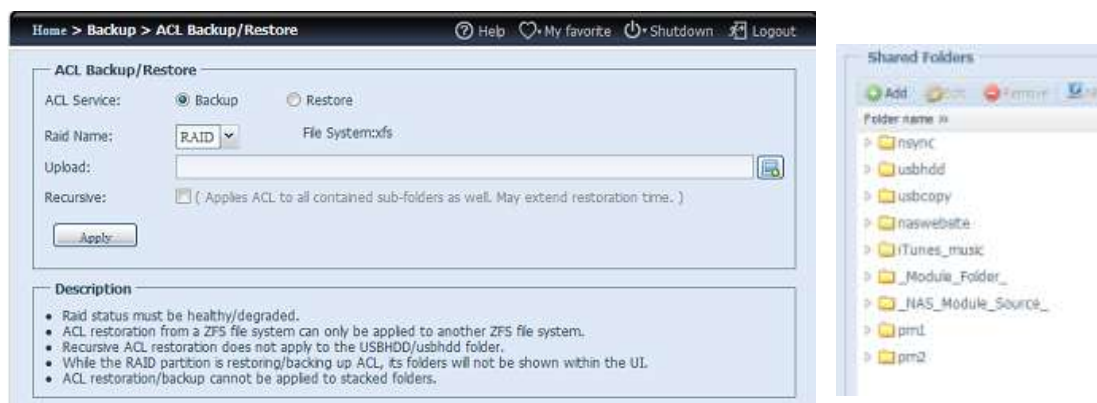 Home > Backup > ACL Backup/Restore
Help My favorite Shutdown Logout
ACL Backup/Restore
ACL Service: Backup Restore
Raid Name: RAID File System:xfs
Upload:
Recursive: ( Applies ACL to all contained sub-folders as well. May extend restoration time. )
Apply
Description
• Raid status must be healthy/degraded.
• ACL restoration from a ZFS file system can only be applied to another ZFS file system.
• Recursive ACL restoration does not apply to the USBHDD/usbhdd folder.
• While the RAID partition is restoring/backing up ACL, its folders will not be shown within the UI.
• ACL restoration/backup cannot be applied to stacked folders.
Shared Folders
Add Edit Remove
Folder name
nsync
usbhdd
usbcopy
naswebsite
iTunes_music
_Module_Folder_
_NAS_Module_Source_
pm1
pm2